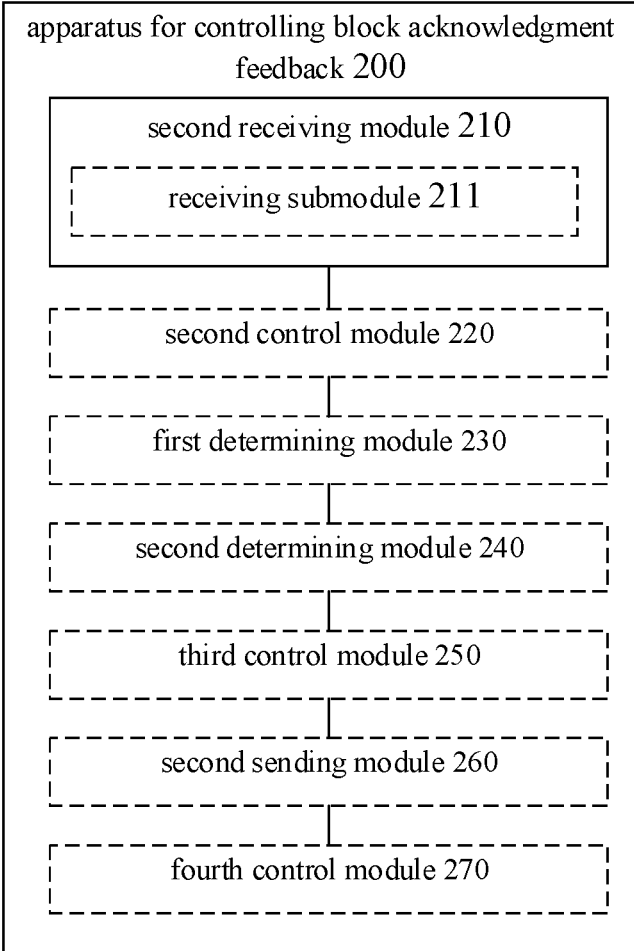 apparatus for controlling block acknowledgment
feedback 200
second receiving module 210
receiving submodule 211
second control module 220
first determining module 230
second determining module 240
third control module 250
second sending module 260
fourth control module 270